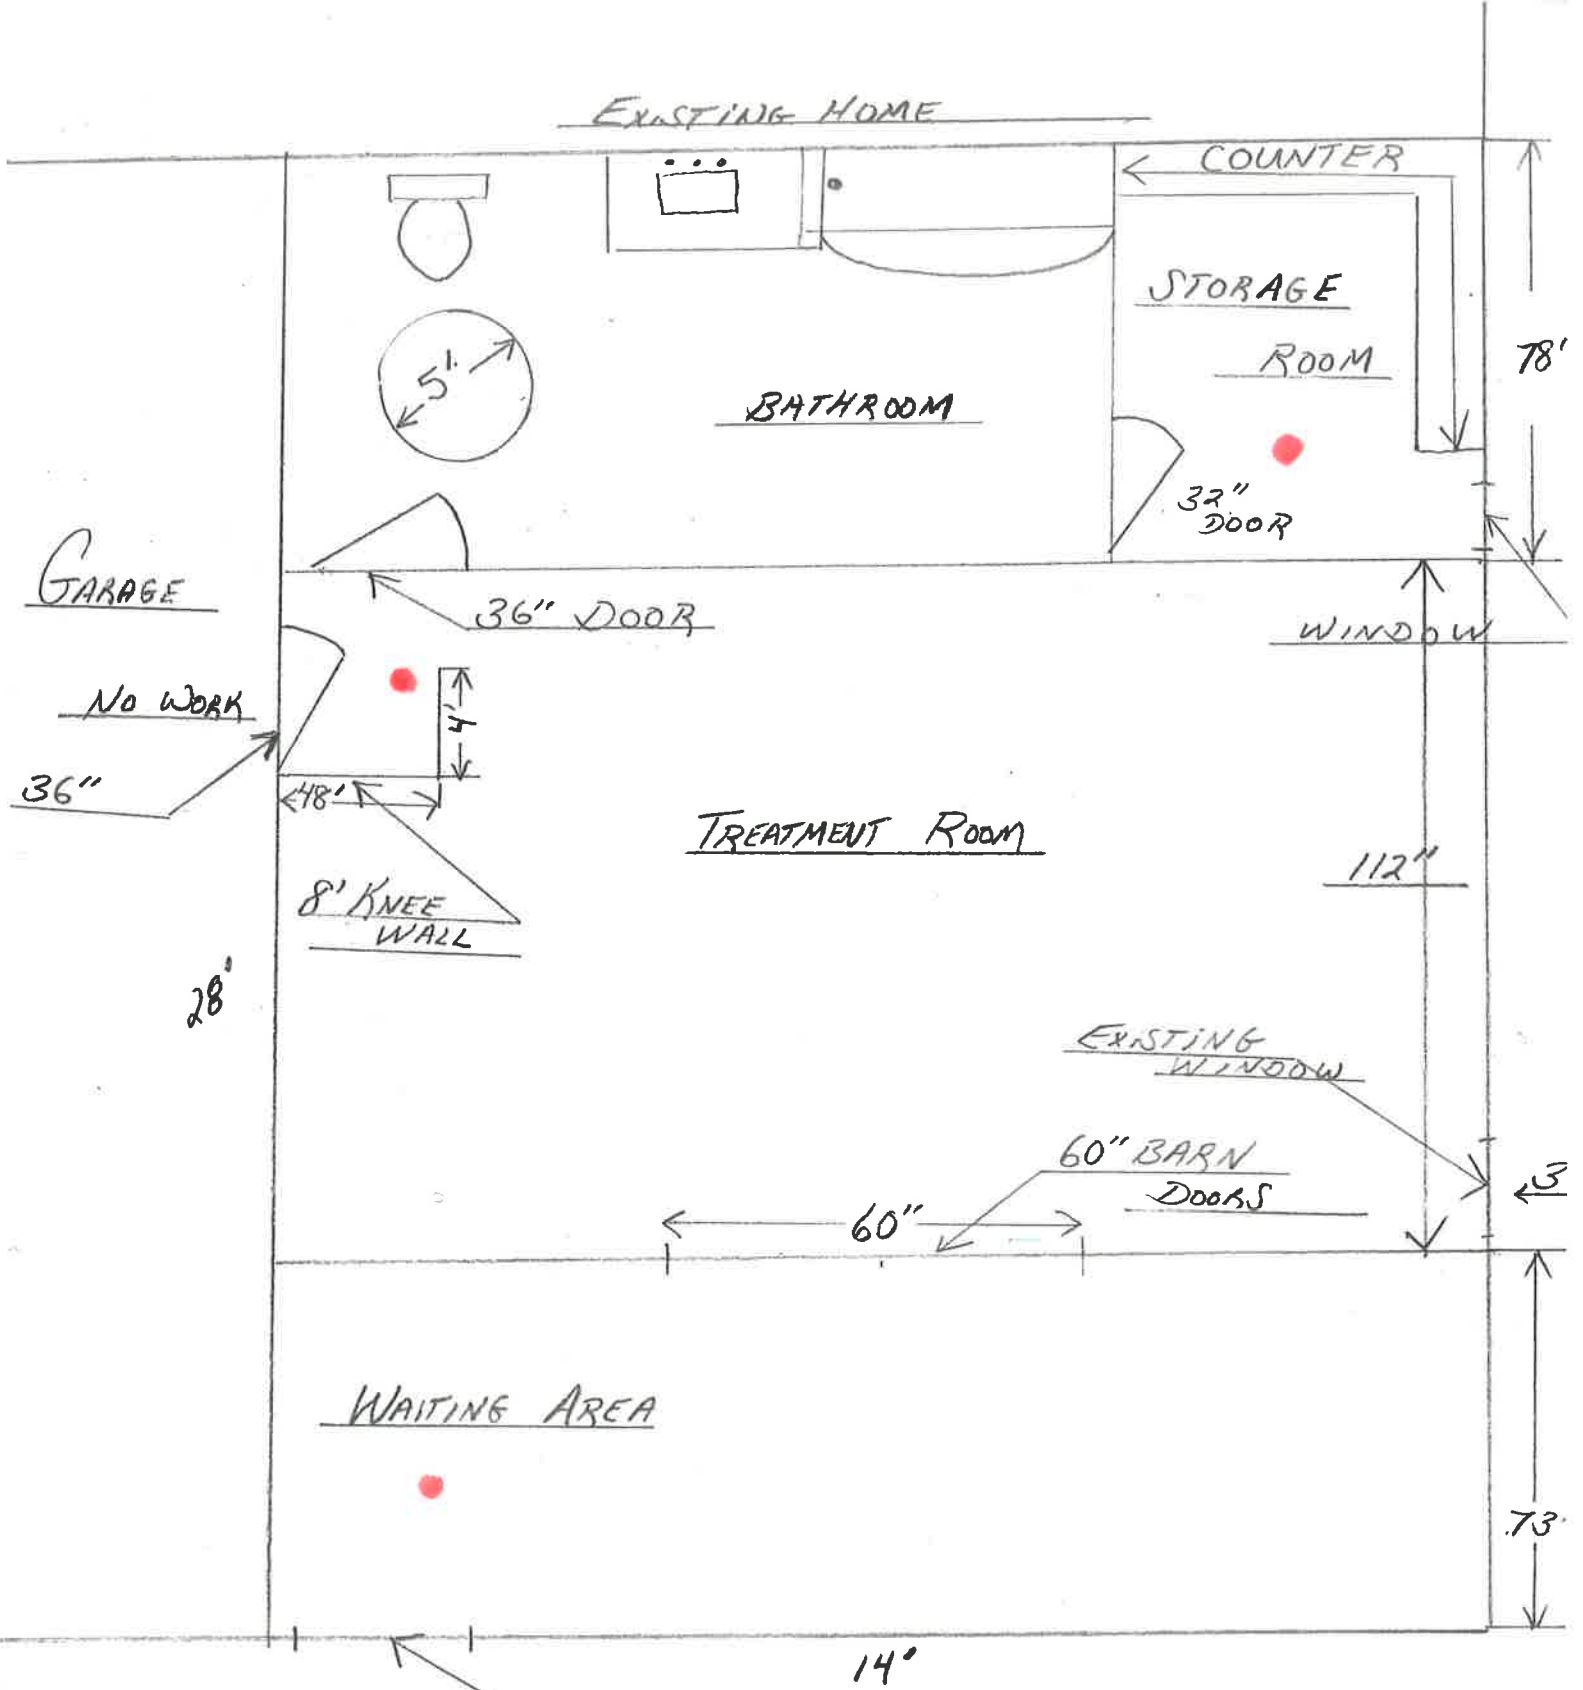 EXISTING HOME
COUNTER
STORAGE
ROOM
78'
5'
BATHROOM
32"
DOOR
GARAGE
36" DOOR
WINDOW
NO WORK
4'
36"
48'
TREATMENT ROOM
112"
8' KNEE
WALL
28'
EXISTING
WINDOW
60" BARN
DOORS
3
60"
WAITING AREA
73
14'